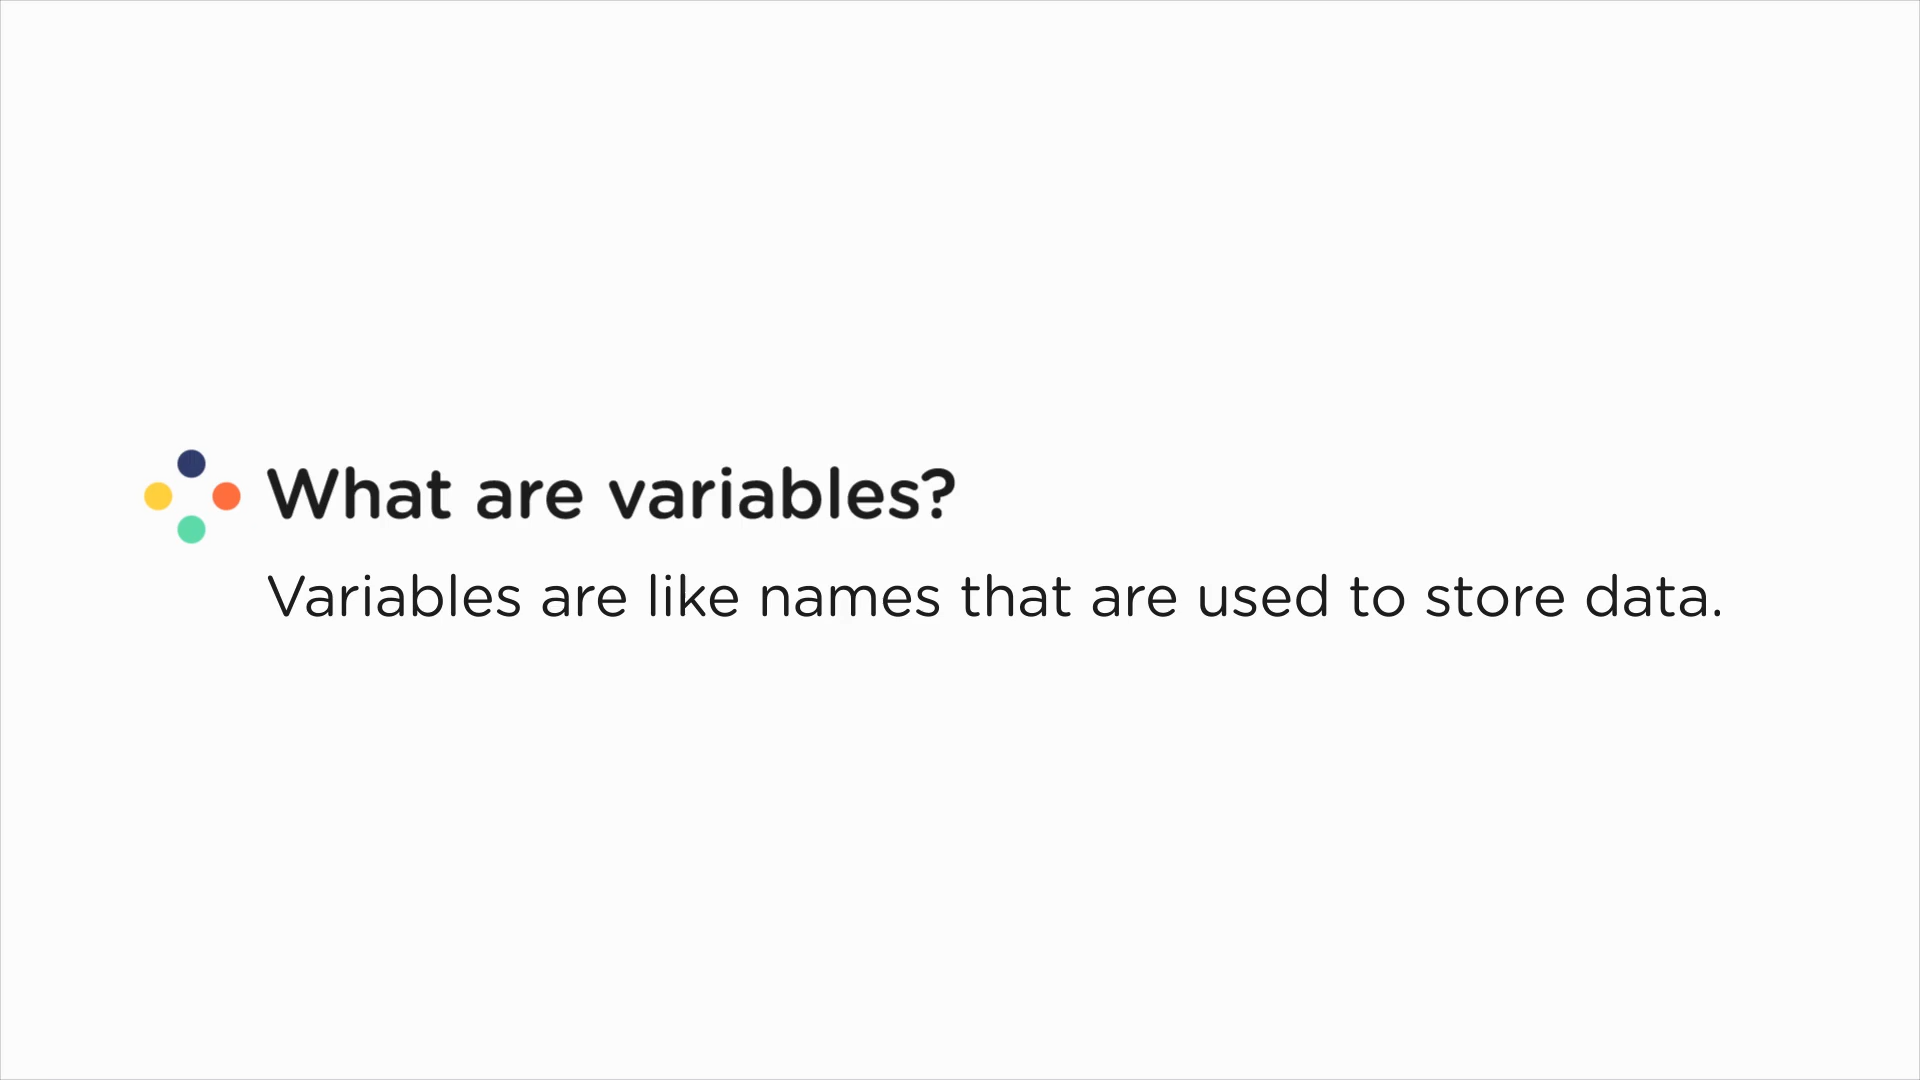 What are variables?
Variables are like names that are used to store data.